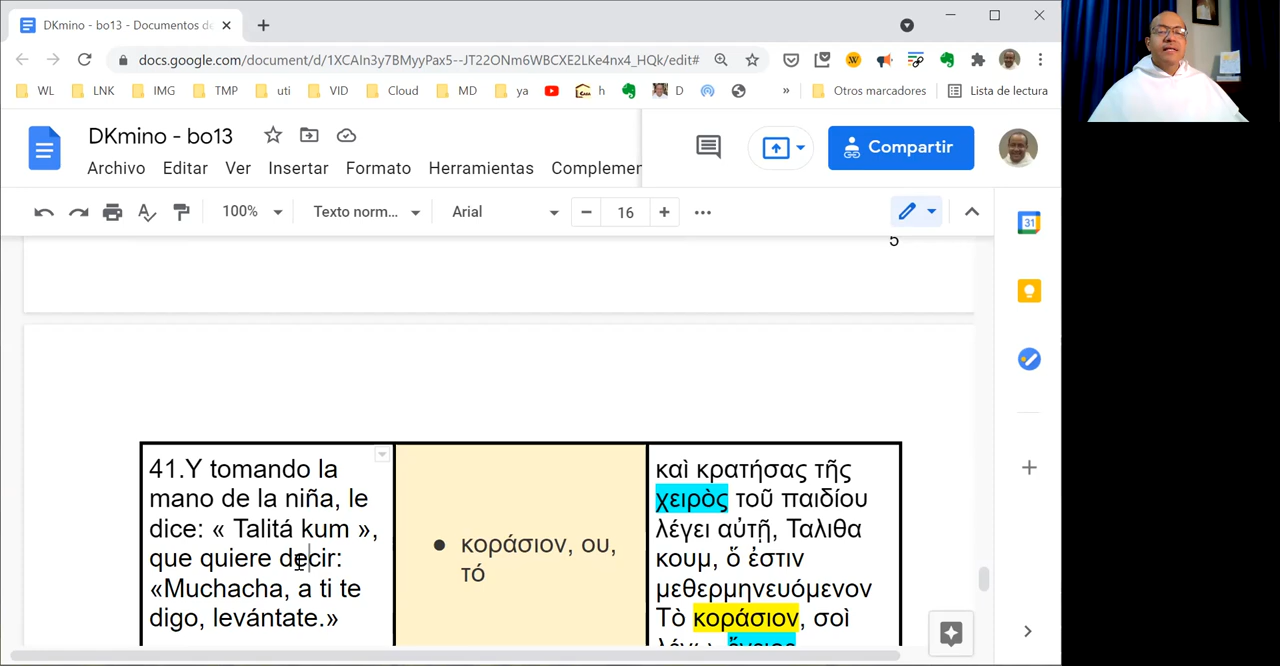 DKmino - bo13 - Documentos de
docs.google.com/document/d/1XCAIn3y7BMyyPax5--JT22ONm6WBCXE2LKe4nx4_HQk/edit#
WL LNK IMG TMP uti VID Cloud MD ya h D » Otros marcadores Lista de lectura
DKmino - bo13
Archivo Editar Ver Insertar Formato Herramientas Complemen
Compartir
100% Texto norm... Arial 16
31
5
41.Y tomando la
mano de la niña, le
dice: « Talitá kum »,
que quiere decir:
«Muchacha, a ti te
digo, levántate.»
● κοράσιον, ου,
τό
καὶ κρατήσας τῆς
χειρὸς τοῦ παιδίου
λέγει αὐτῇ, Ταλιθα
κουμ, ὅ ἐστιν
μεθερμηνευόμενον
Τὸ κοράσιον, σοὶ
λέγω, ἔγειρε